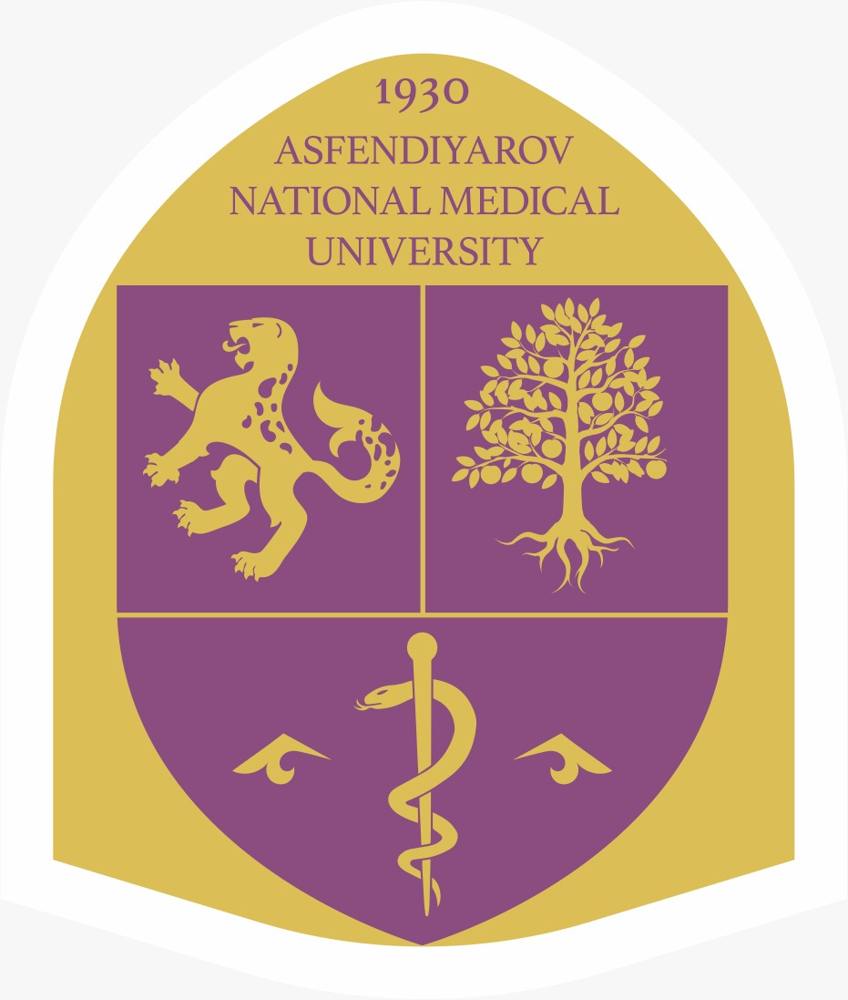 1930
ASFENDIYAROV
NATIONAL MEDICAL
UNIVERSITY